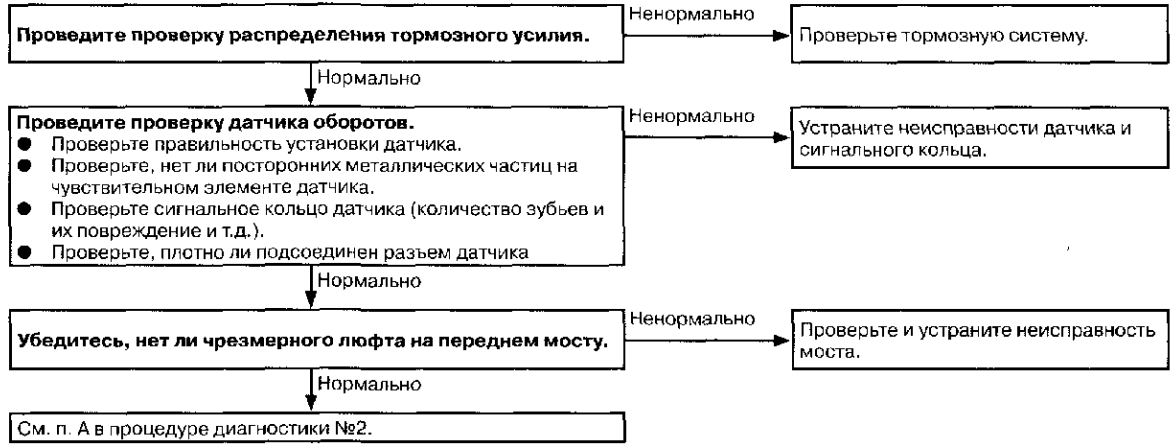 Проведите проверку распределения тормозного усилия.
Ненормально
Проверьте тормозную систему.
Нормально
Проведите проверку датчика оборотов.
● Проверьте правильность установки датчика.
● Проверьте, нет ли посторонних металлических частиц на
чувствительном элементе датчика.
● Проверьте сигнальное кольцо датчика (количество зубьев и
их повреждение и т.д.).
● Проверьте, плотно ли подсоединен разъем датчика
Ненормально
Устраните неисправности датчика и
сигнального кольца.
Нормально
Убедитесь, нет ли чрезмерного люфта на переднем мосту.
Ненормально
Проверьте и устраните неисправность
моста.
Нормально
См. п. А в процедуре диагностики №2.